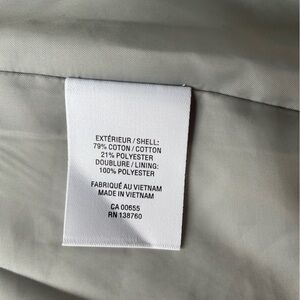 EXTÉRIEUR / SHELL:
79% COTON / COTTON
21% POLYESTER
DOUBLURE / LINING:
100% POLYESTER
FABRIQUÉ AU VIETNAM
MADE IN VIETNAM
CA 00655
RN 138760